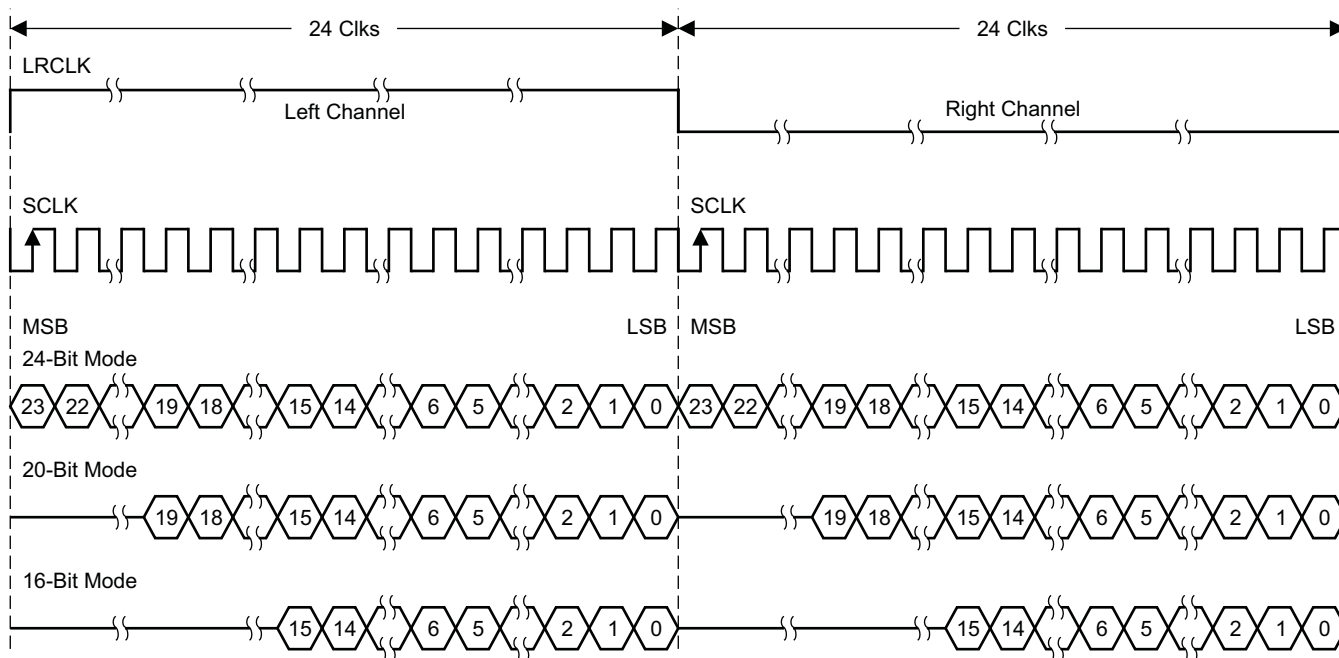 24 Clks 24 Clks
LRCLK
Left Channel Right Channel
SCLK SCLK
MSB LSB MSB LSB
24-Bit Mode
23 22 19 18 15 14 6 5 2 1 0 23 22 19 18 15 14 6 5 2 1 0
20-Bit Mode
19 18 15 14 6 5 2 1 0 19 18 15 14 6 5 2 1 0
16-Bit Mode
15 14 6 5 2 1 0 15 14 6 5 2 1 0